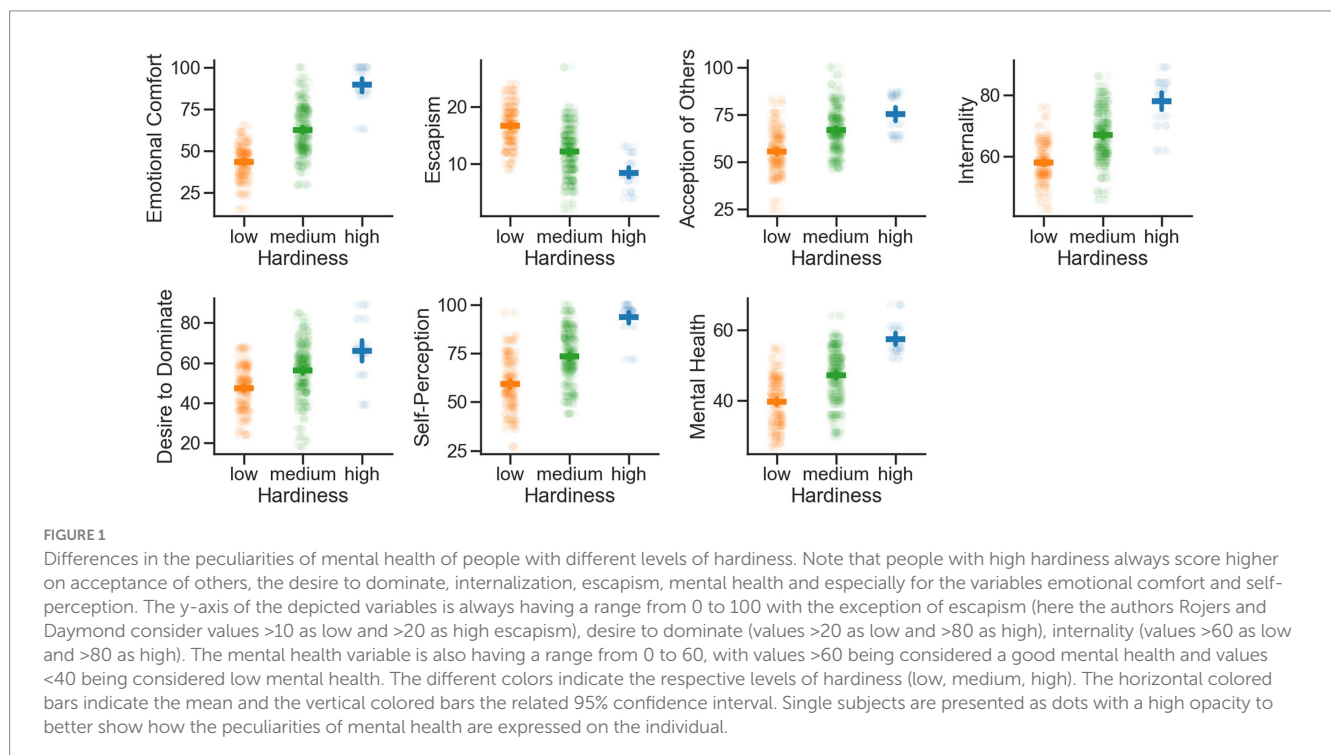 Emotional Comfort
100
75
50
25
low medium high
Hardiness
Escapism
20
10
low medium high
Hardiness
Acception of Others
100
75
50
25
low medium high
Hardiness
Internality
80
60
low medium high
Hardiness
Desire to Dominate
80
60
40
20
low medium high
Hardiness
Self-Perception
100
75
50
25
low medium high
Hardiness
Mental Health
60
40
low medium high
Hardiness
FIGURE 1
Differences in the peculiarities of mental health of people with different levels of hardiness. Note that people with high hardiness always score higher
on acceptance of others, the desire to dominate, internalization, escapism, mental health and especially for the variables emotional comfort and self-
perception. The y-axis of the depicted variables is always having a range from 0 to 100 with the exception of escapism (here the authors Rojers and
Daymond consider values >10 as low and >20 as high escapism), desire to dominate (values >20 as low and >80 as high), internality (values >60 as low
and >80 as high). The mental health variable is also having a range from 0 to 60, with values >60 being considered a good mental health and values
<40 being considered low mental health. The different colors indicate the respective levels of hardiness (low, medium, high). The horizontal colored
bars indicate the mean and the vertical colored bars the related 95% confidence interval. Single subjects are presented as dots with a high opacity to
better show how the peculiarities of mental health are expressed on the individual.